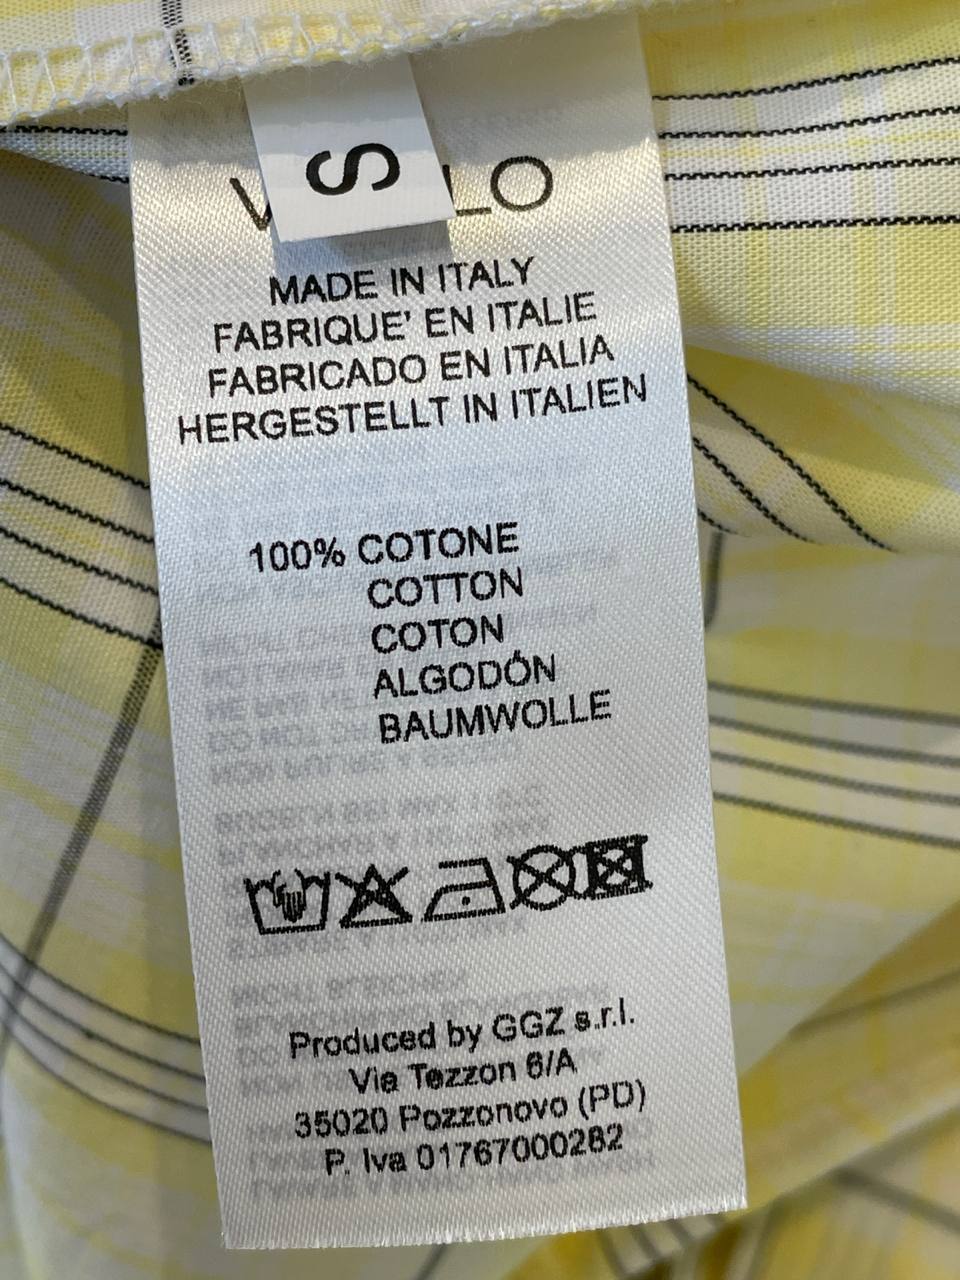 S
LO
MADE IN ITALY
FABRIQUE' EN ITALIE
FABRICADO EN ITALIA
HERGESTELLT IN ITALIEN
100% COTONE
COTTON
COTON
ALGODÓN
BAUMWOLLE
Produced by GGZ s.r.l.
Via Tezzon 6/A
35020 Pozzonovo (PD)
P. Iva 01767000282